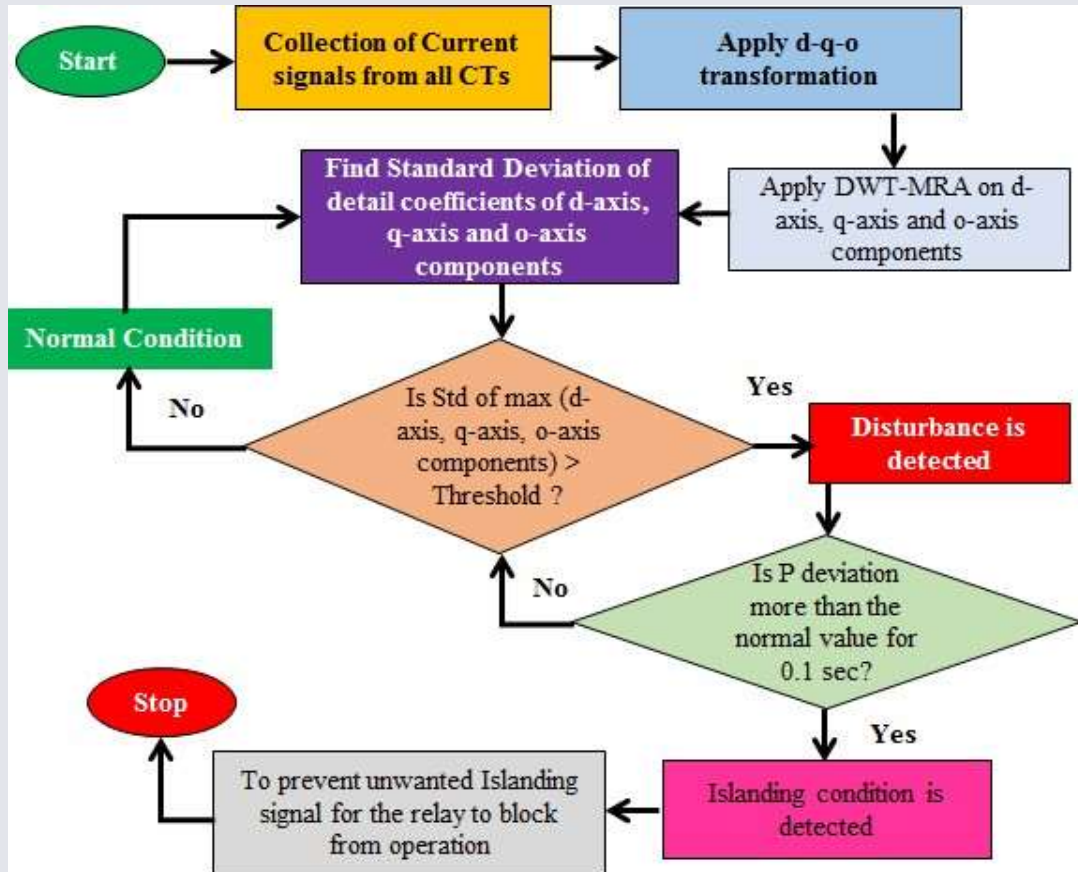 Start
Collection of Current
signals from all CTs
Apply d-q-o
transformation
Find Standard Deviation of
detail coefficients of d-axis,
q-axis and o-axis
components
Apply DWT-MRA on d-
axis, q-axis and o-axis
components
Normal Condition
No
Is Std of max (d-
axis, q-axis, o-axis
components) >
Threshold ?
Yes
Disturbance is
detected
No
Is P deviation
more than the
normal value for
0.1 sec?
Yes
Stop
To prevent unwanted Islanding
signal for the relay to block
from operation
Islanding condition is
detected